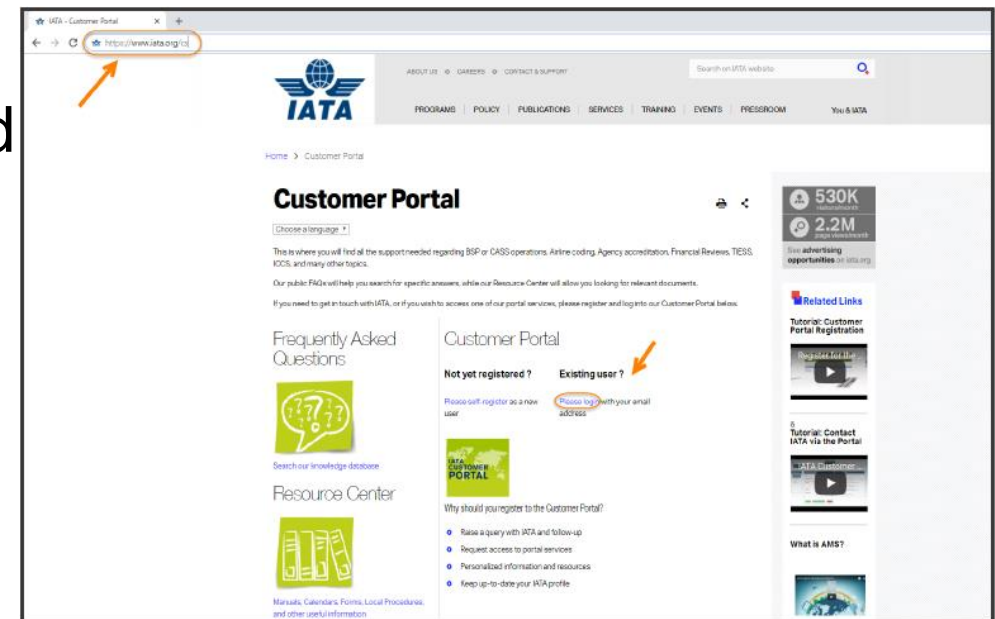 IATA - Customer Portal
https://www.iata.org/cs
d
IATA
ABOUT US CAREERS CONTACT & SUPPORT
Search on IATA website
PROGRAMS POLICY PUBLICATIONS SERVICES TRAINING EVENTS PRESSROOM You & IATA
Home > Customer Portal
Customer Portal
Choose a language
This is where you will find all the support needed regarding BSP or CASS operations, Airline coding, Agency accreditation, Financial Reviews, TIESS,
ICCS, and many other topics.
Our public FAQs will help you search for specific answers, while our Resource Center will allow you looking for relevant documents.
If you need to get in touch with IATA, or if you wish to access one of our portal services, please register and log into our Customer Portal below.
Frequently Asked
Questions
Search our knowledge database
Resource Center
Manuals, Calendars, Forms, Local Procedures,
and other useful information
Customer Portal
Not yet registered ?
Please self-register as a new
user
Existing user ?
Please login with your email
address
IATA
CUSTOMER
PORTAL
Why should you register to the Customer Portal?
Raise a query with IATA and follow-up
Request access to portal services
Personalized information and resources
Keep up-to-date your IATA profile
530K
visitors/month
2.2M
page views/month
See advertising
opportunities on iata.org
Related Links
Tutorial: Customer
Portal Registration
Register for the
Tutorial: Contact
IATA via the Portal
IATA Customer ...
What is AMS?